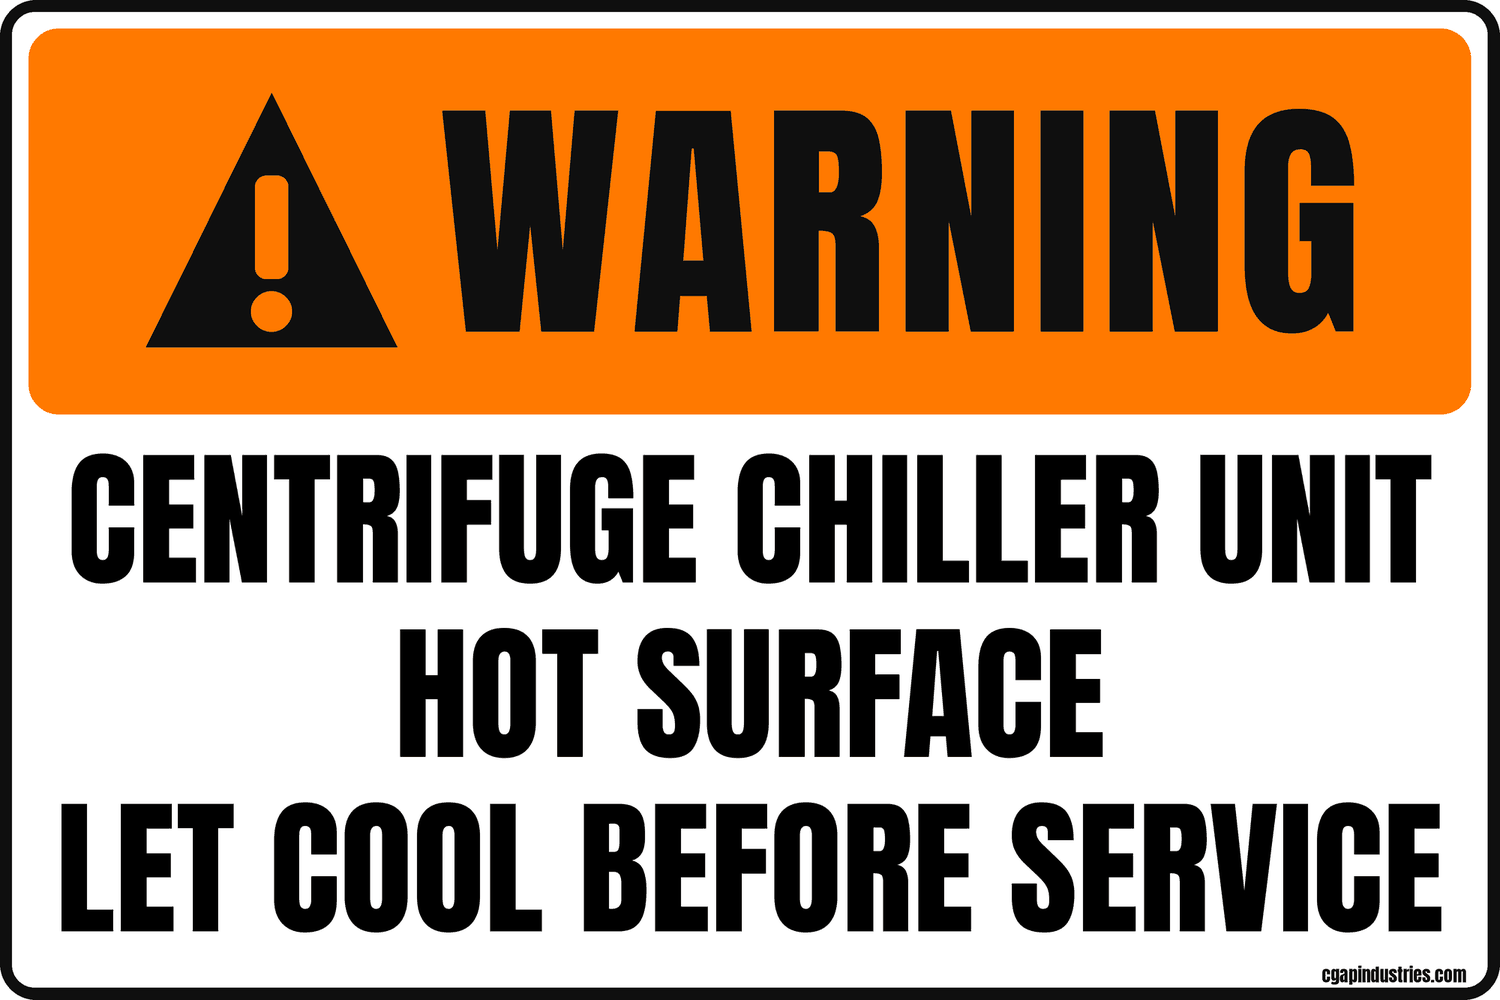 WARNING
CENTRIFUGE CHILLER UNIT
HOT SURFACE
LET COOL BEFORE SERVICE
cgapindustries.com